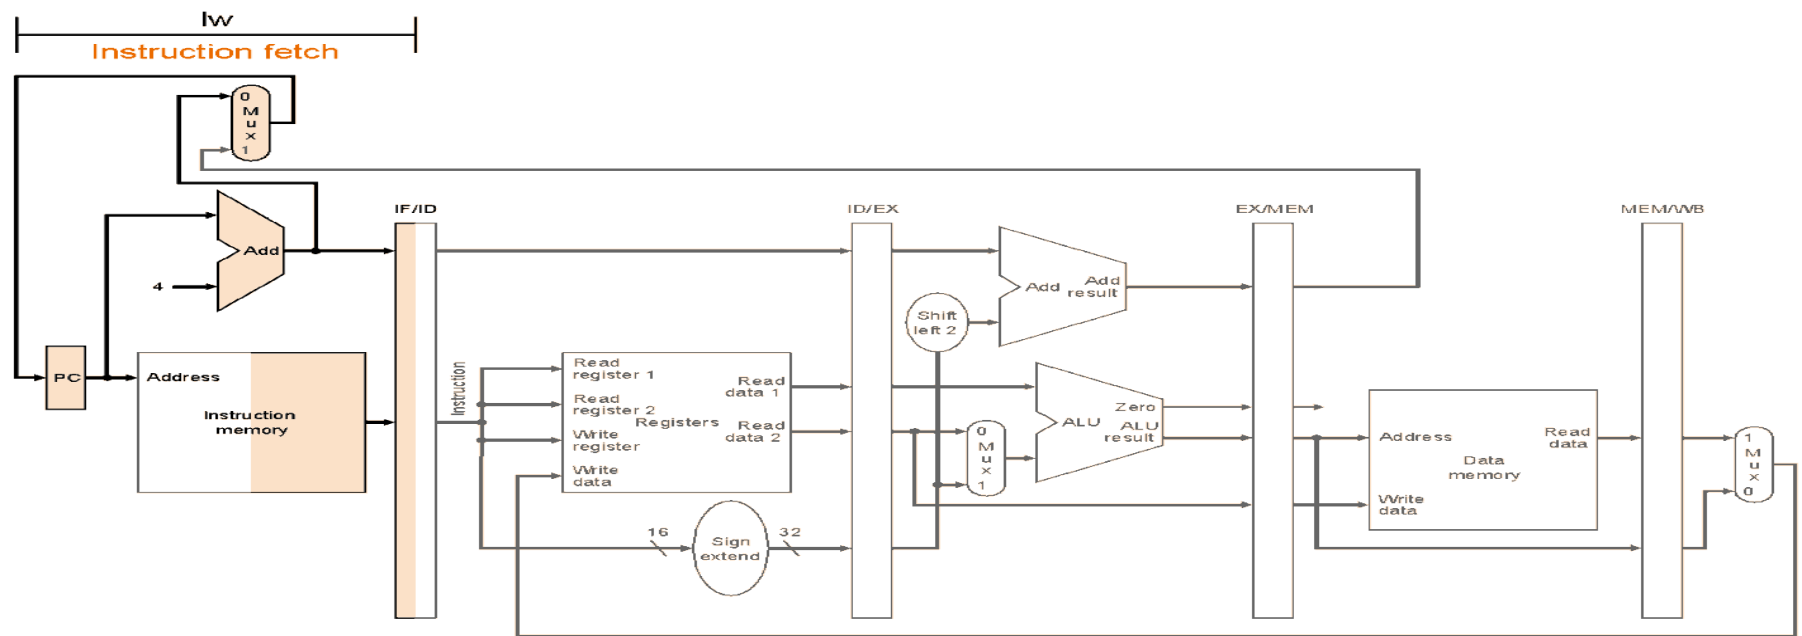 lw
Instruction fetch
0
M
u
x
1
Add
4
IF/ID
ID/EX
EX/MEM
MEM/WB
Add
Add
result
Shift
left 2
PC
Address
Instruction
memory
Instruction
Read
register 1
Read
register 2
Write
register
Write
data
Registers
Read
data 1
Read
data 2
16
Sign
extend
32
0
M
u
x
1
Zero
ALU
ALU
result
Address
Write
data
Data
memory
Read
data
1
M
u
x
0